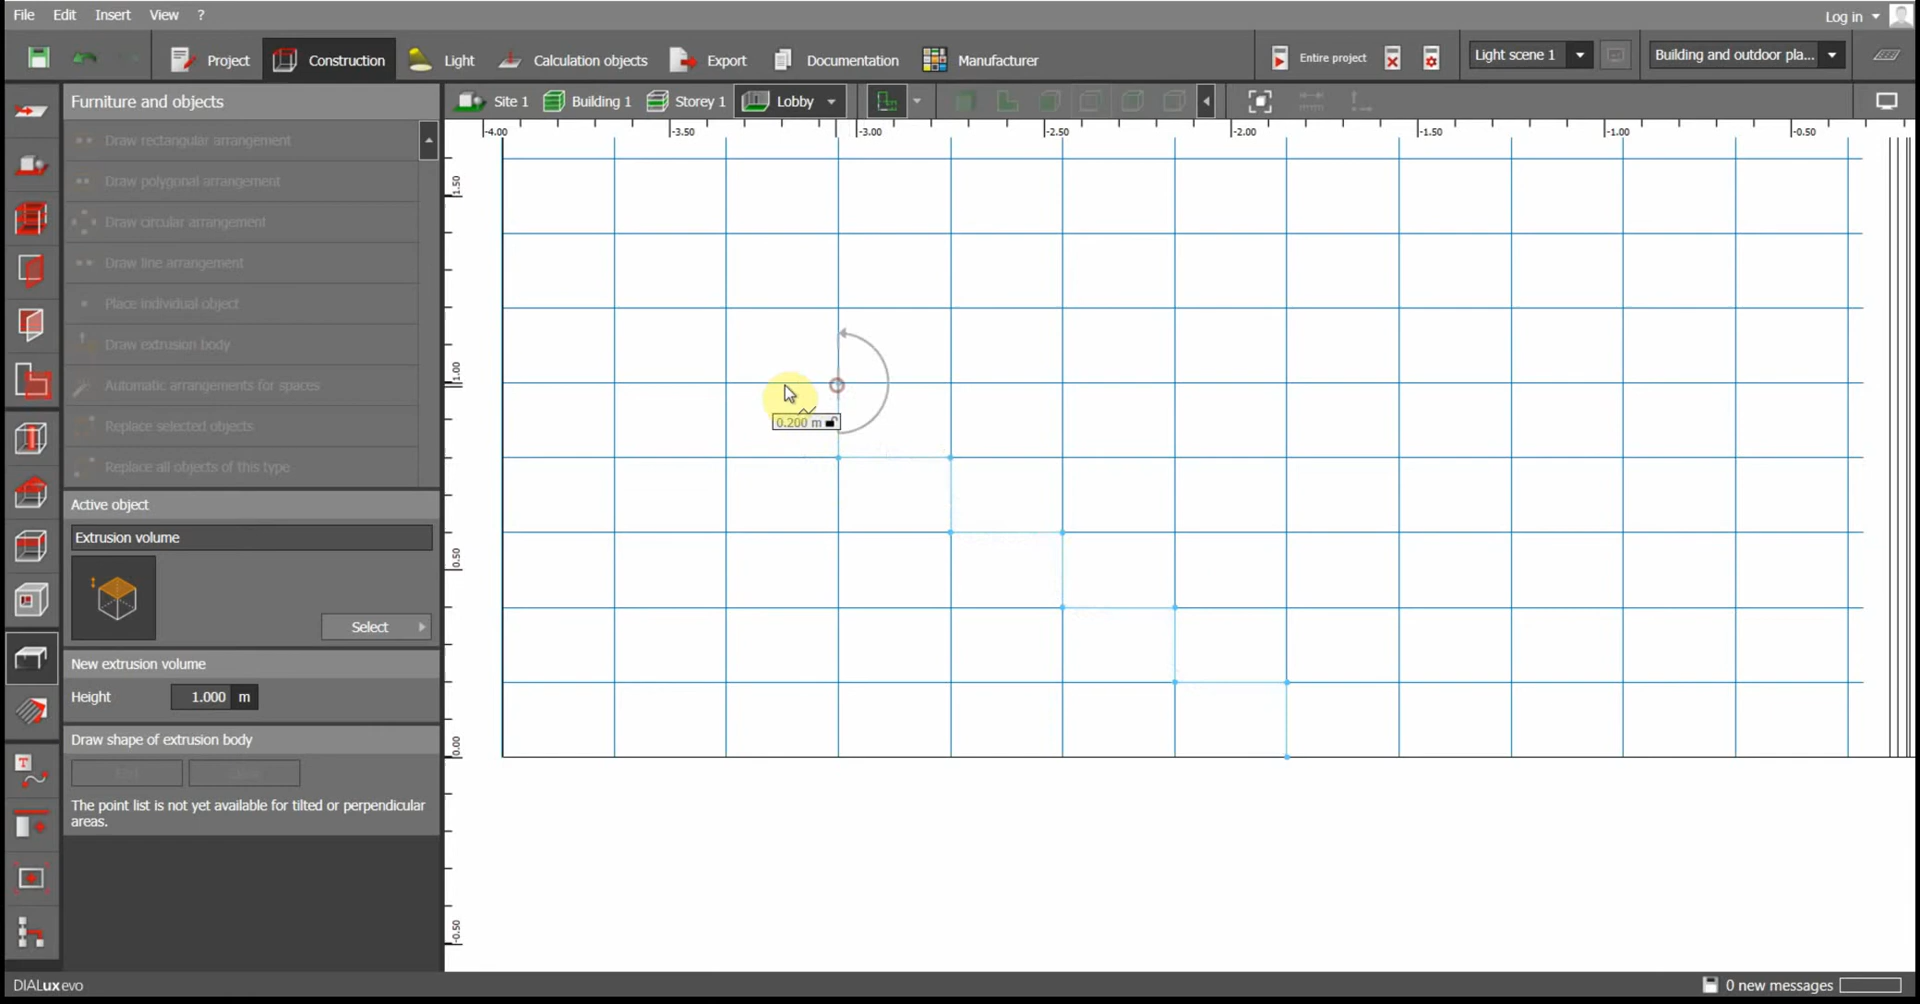 File Edit Insert View ?
Log in
Project Construction Light Calculation objects Export Documentation Manufacturer
Entire project
Light scene 1
Building and outdoor pla...
Furniture and objects
Site 1 Building 1 Storey 1 Lobby
-4.00 -3.50 -3.00 -2.50 -2.00 -1.50 -1.00 -0.50
Draw rectangular arrangement
Draw polygonal arrangement
Draw circular arrangement
Draw line arrangement
Place individual object
Draw extrusion body
Automatic arrangements for spaces
Replace selected objects
Replace all objects of this type
1.50
1.00
0.50
0.00
-0.50
0.200 m
Active object
Extrusion volume
Select
New extrusion volume
Height 1.000 m
Draw shape of extrusion body
The point list is not yet available for tilted or perpendicular
areas.
DIALux evo
0 new messages